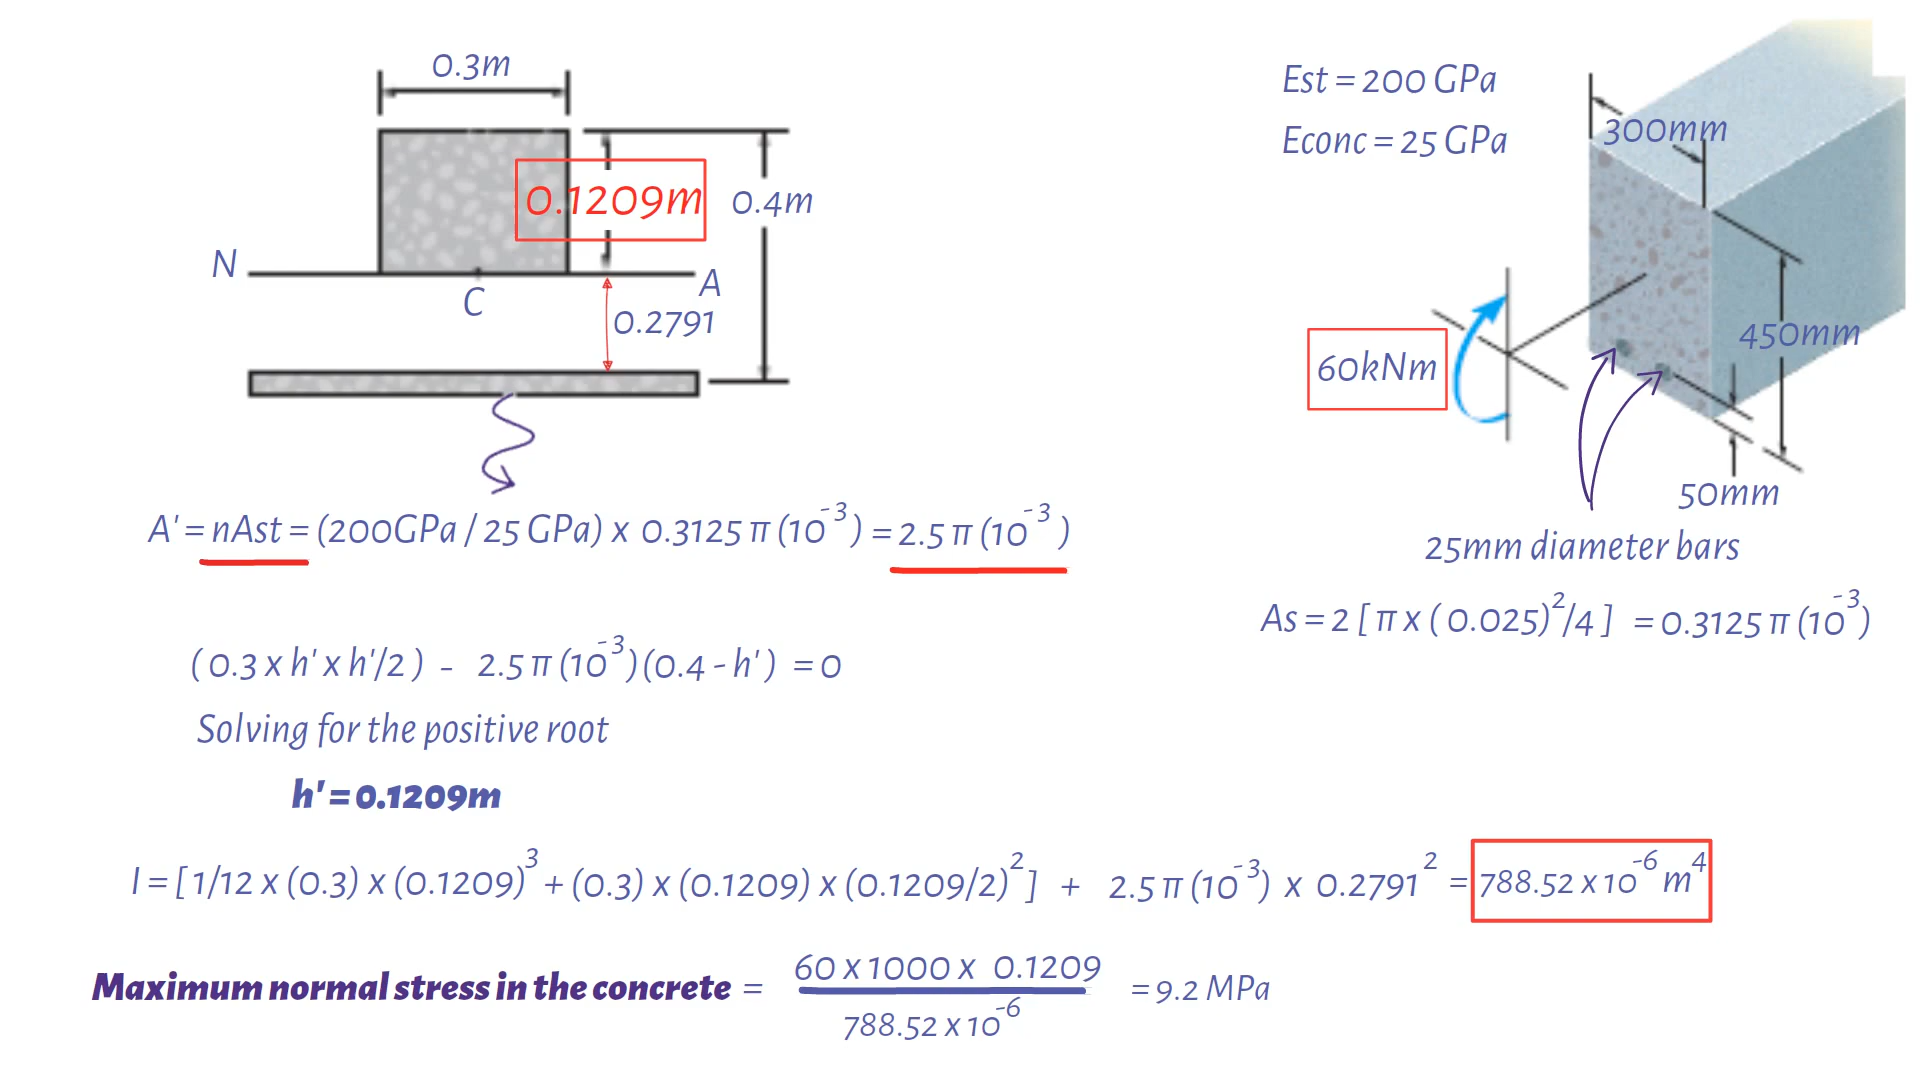 0.3m
0.1209m
0.4m
N
A
C
0.2791
Est = 200 GPa
Econc = 25 GPa
300mm
450mm
60kNm
50mm
25mm diameter bars
As = 2 [ π x ( 0.025)²/4 ] = 0.3125 π (10⁻³)
A' = nAst = (200GPa / 25 GPa) x 0.3125 π (10⁻³) = 2.5 π (10⁻³)
( 0.3 x h' x h'/2 ) - 2.5 π (10⁻³)(0.4 - h' ) = 0
Solving for the positive root
h' = 0.1209m
I = [ 1/12 x (0.3) x (0.1209)³ + (0.3) x (0.1209) x (0.1209/2)² ] + 2.5 π (10⁻³) x 0.2791² = 788.52 x 10⁻⁶ m⁴
Maximum normal stress in the concrete = 60 x 1000 x 0.1209 / 788.52 x 10⁻⁶ = 9.2 MPa